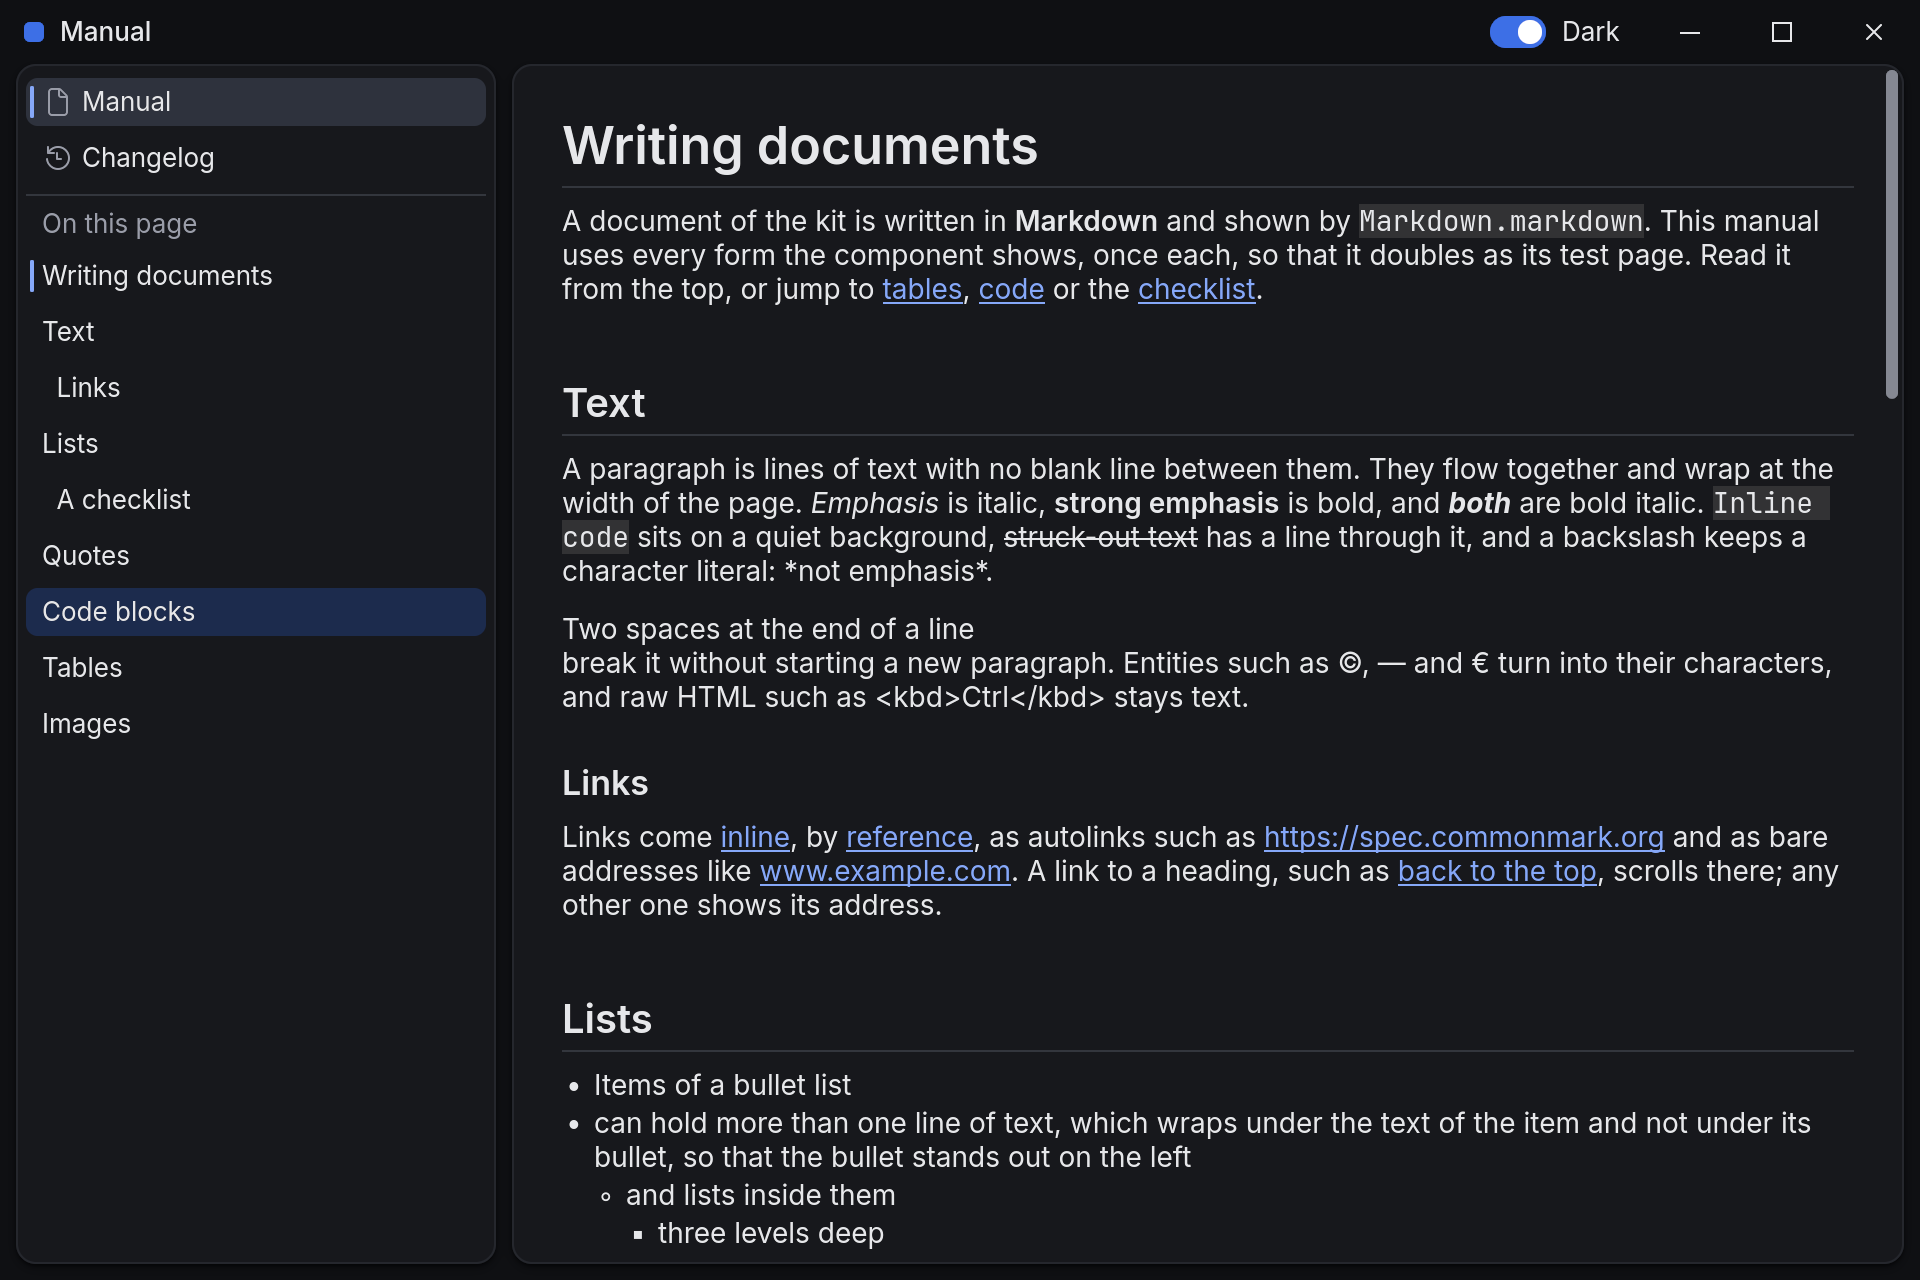 Manual
Dark
Manual
Changelog
On this page
Writing documents
Text
Links
Lists
A checklist
Quotes
Code blocks
Tables
Images
Writing documents
A document of the kit is written in Markdown and shown by Markdown.markdown. This manual
uses every form the component shows, once each, so that it doubles as its test page. Read it
from the top, or jump to tables, code or the checklist.
Text
A paragraph is lines of text with no blank line between them. They flow together and wrap at the
width of the page. Emphasis is italic, strong emphasis is bold, and both are bold italic. Inline
code sits on a quiet background, struck-out text has a line through it, and a backslash keeps a
character literal: *not emphasis*.
Two spaces at the end of a line
break it without starting a new paragraph. Entities such as ©, — and € turn into their characters,
and raw HTML such as <kbd>Ctrl</kbd> stays text.
Links
Links come inline, by reference, as autolinks such as https://spec.commonmark.org and as bare
addresses like www.example.com. A link to a heading, such as back to the top, scrolls there; any
other one shows its address.
Lists
• Items of a bullet list
• can hold more than one line of text, which wraps under the text of the item and not under its
bullet, so that the bullet stands out on the left
◦ and lists inside them
▪ three levels deep